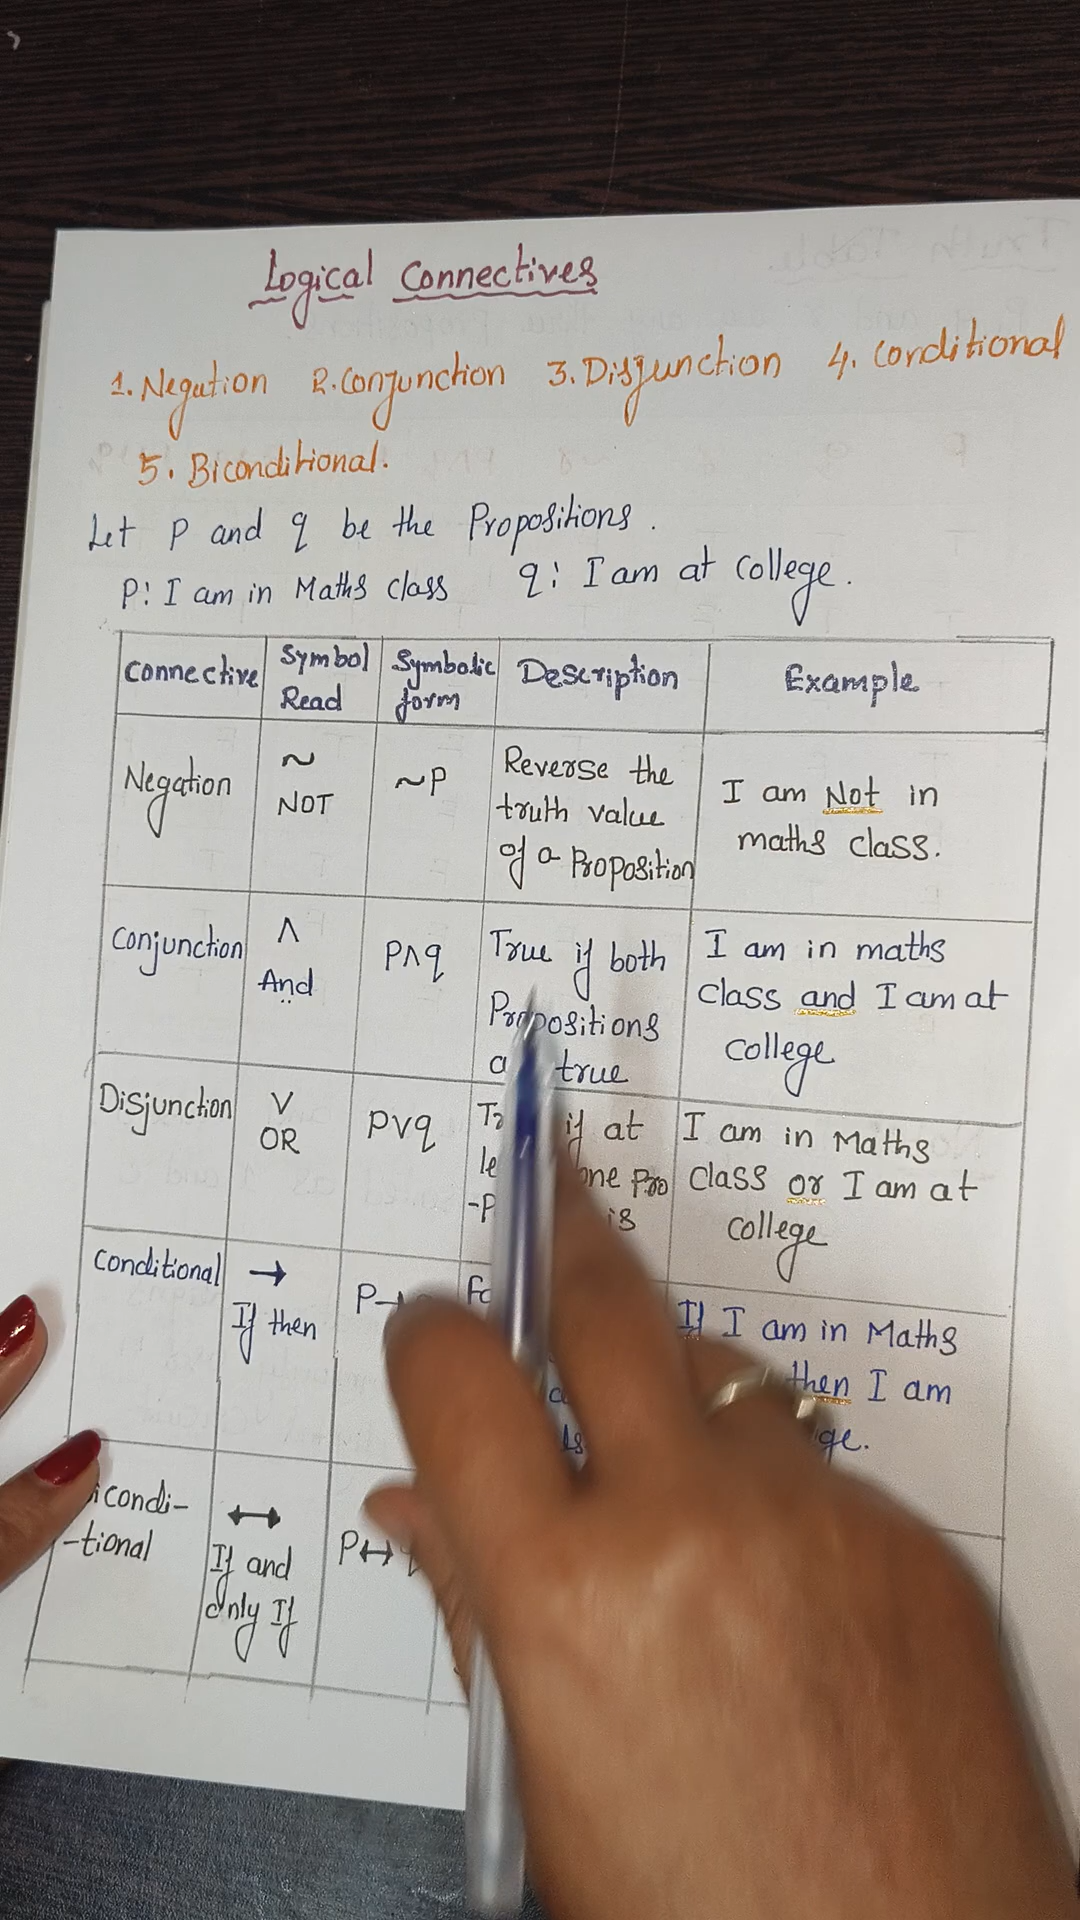 Logical Connectives
1. Negation 2. Conjunction 3. Disjunction 4. Conditional
5. Biconditional.
Let P and q be the Propositions.
P: I am in Maths class q: I am at college.
Connective
Symbol
Read
Symbolic
form
Description
Example
Negation
~
NOT
~P
Reverse the
truth value
of a Proposition
I am Not in
maths class.
Conjunction
∧
And
P∧q
True if both
Propositions
true
I am in maths
class and I am at
college
Disjunction
∨
OR
P∨q
if at
one Pro
is
I am in Maths
class or I am at
college
Conditional
→
If then
P→
If I am in Maths
then I am
↔
If and
only If
-tional
P↔q